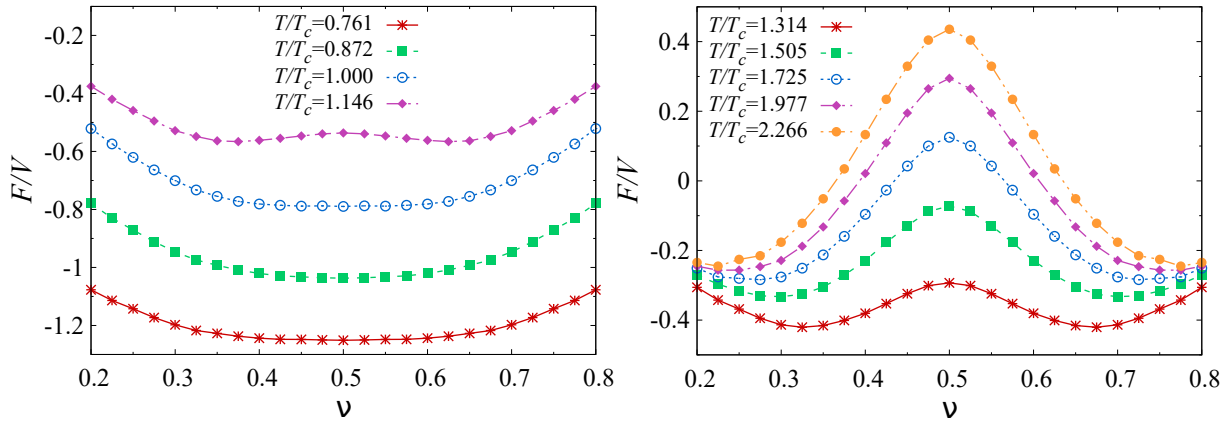 T/Tc=0.761
T/Tc=0.872
T/Tc=1.000
T/Tc=1.146
-0.2
-0.4
-0.6
-0.8
-1
-1.2
F/V
0.2 0.3 0.4 0.5 0.6 0.7 0.8
ν
T/Tc=1.314
T/Tc=1.505
T/Tc=1.725
T/Tc=1.977
T/Tc=2.266
0.4
0.2
0
-0.2
-0.4
F/V
0.2 0.3 0.4 0.5 0.6 0.7 0.8
ν